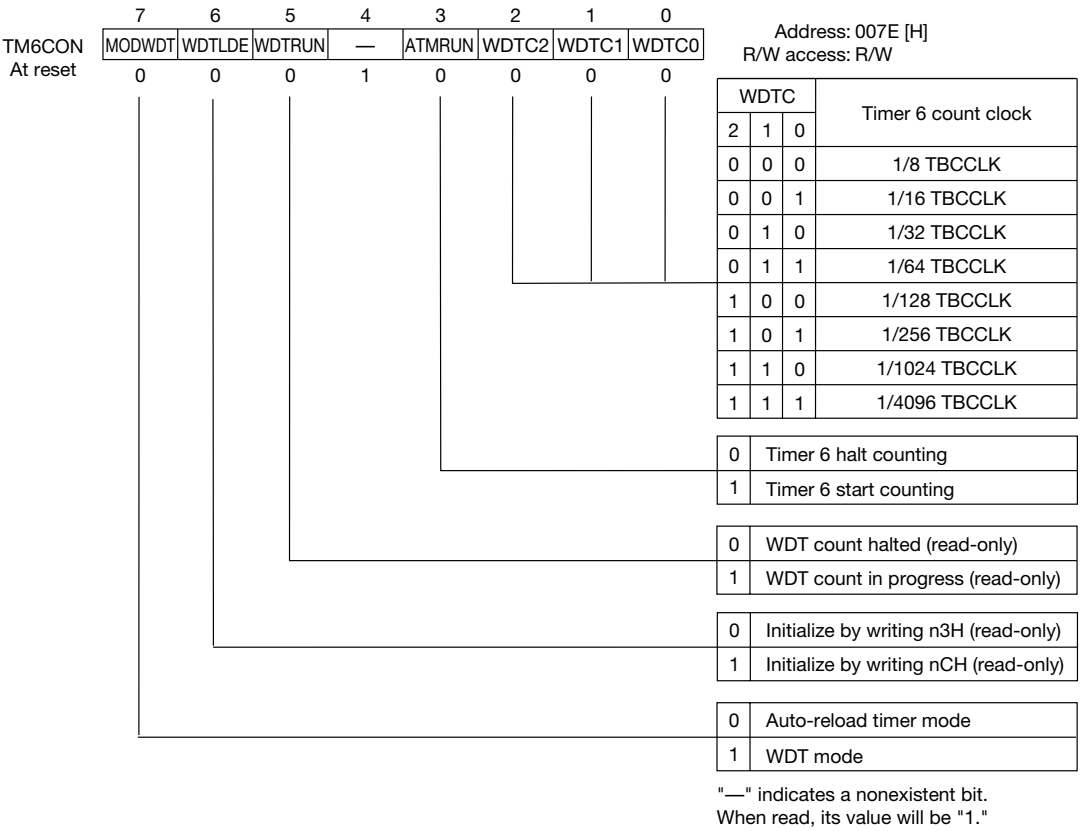 7 6 5 4 3 2 1 0
TM6CON MODWDT WDTLDE WDTRUN — ATMRUN WDTC2 WDTC1 WDTC0
At reset 0 0 0 1 0 0 0 0
Address: 007E [H]
R/W access: R/W
WDTC Timer 6 count clock
2 1 0
0 0 0 1/8 TBCCLK
0 0 1 1/16 TBCCLK
0 1 0 1/32 TBCCLK
0 1 1 1/64 TBCCLK
1 0 0 1/128 TBCCLK
1 0 1 1/256 TBCCLK
1 1 0 1/1024 TBCCLK
1 1 1 1/4096 TBCCLK
0 Timer 6 halt counting
1 Timer 6 start counting
0 WDT count halted (read-only)
1 WDT count in progress (read-only)
0 Initialize by writing n3H (read-only)
1 Initialize by writing nCH (read-only)
0 Auto-reload timer mode
1 WDT mode
"—" indicates a nonexistent bit.
When read, its value will be "1."